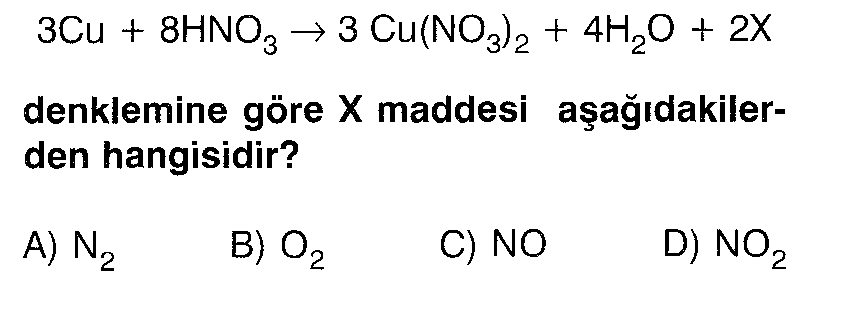 3Cu + 8HNO₃ → 3 Cu(NO₃)₂ + 4H₂O + 2X
denklemine göre X maddesi aşağıdakiler-
den hangisidir?
A) N₂ B) O₂ C) NO D) NO₂